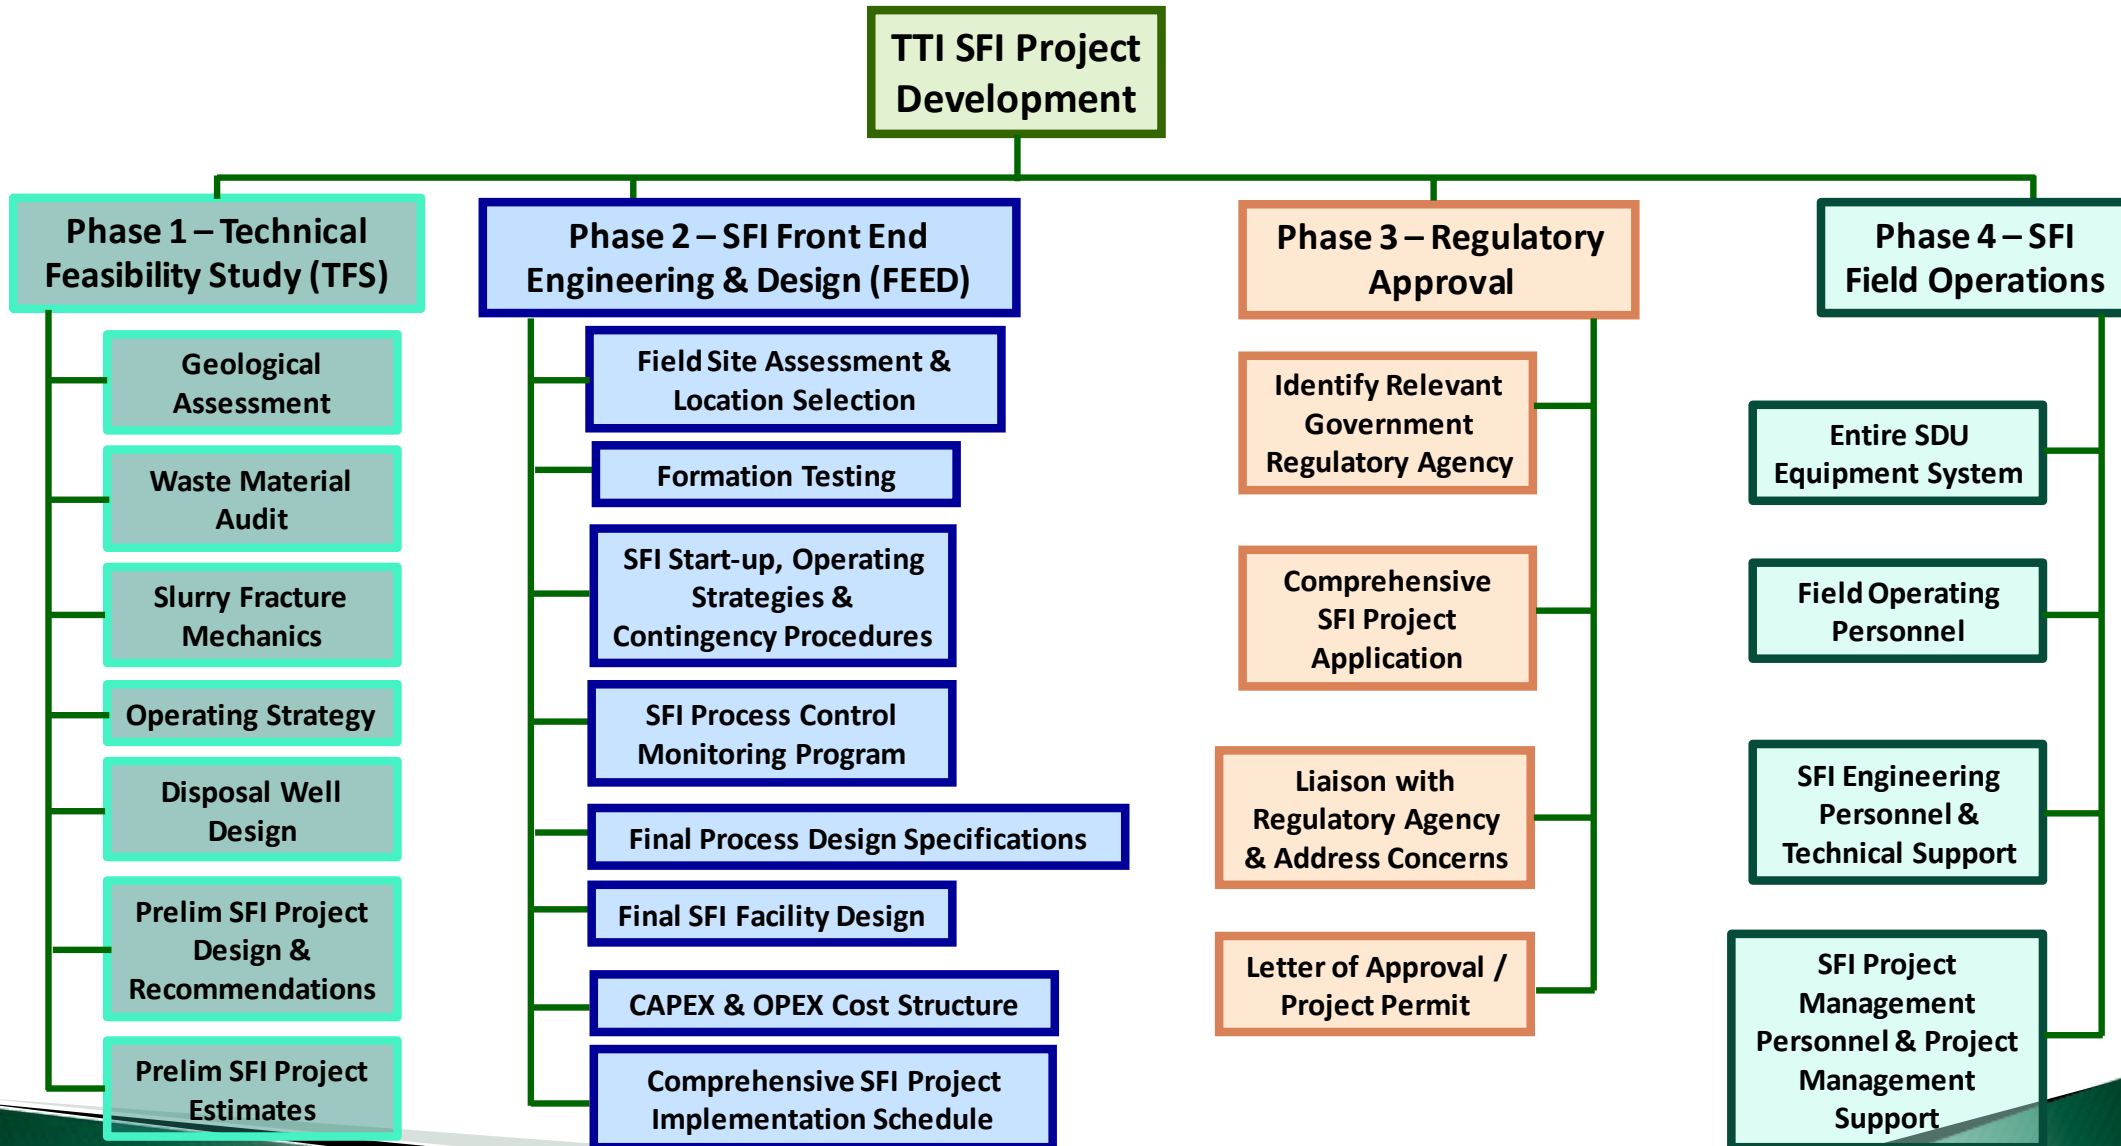 TTI SFI Project
Development
Phase 1 – Technical
Feasibility Study (TFS)
Geological
Assessment
Waste Material
Audit
Slurry Fracture
Mechanics
Operating Strategy
Disposal Well
Design
Prelim SFI Project
Design &
Recommendations
Prelim SFI Project
Estimates
Phase 2 – SFI Front End
Engineering & Design (FEED)
Field Site Assessment &
Location Selection
Formation Testing
SFI Start-up, Operating
Strategies &
Contingency Procedures
SFI Process Control
Monitoring Program
Final Process Design Specifications
Final SFI Facility Design
CAPEX & OPEX Cost Structure
Comprehensive SFI Project
Implementation Schedule
Phase 3 – Regulatory
Approval
Identify Relevant
Government
Regulatory Agency
Comprehensive
SFI Project
Application
Liaison with
Regulatory Agency
& Address Concerns
Letter of Approval /
Project Permit
Phase 4 – SFI
Field Operations
Entire SDU
Equipment System
Field Operating
Personnel
SFI Engineering
Personnel &
Technical Support
SFI Project
Management
Personnel & Project
Management
Support